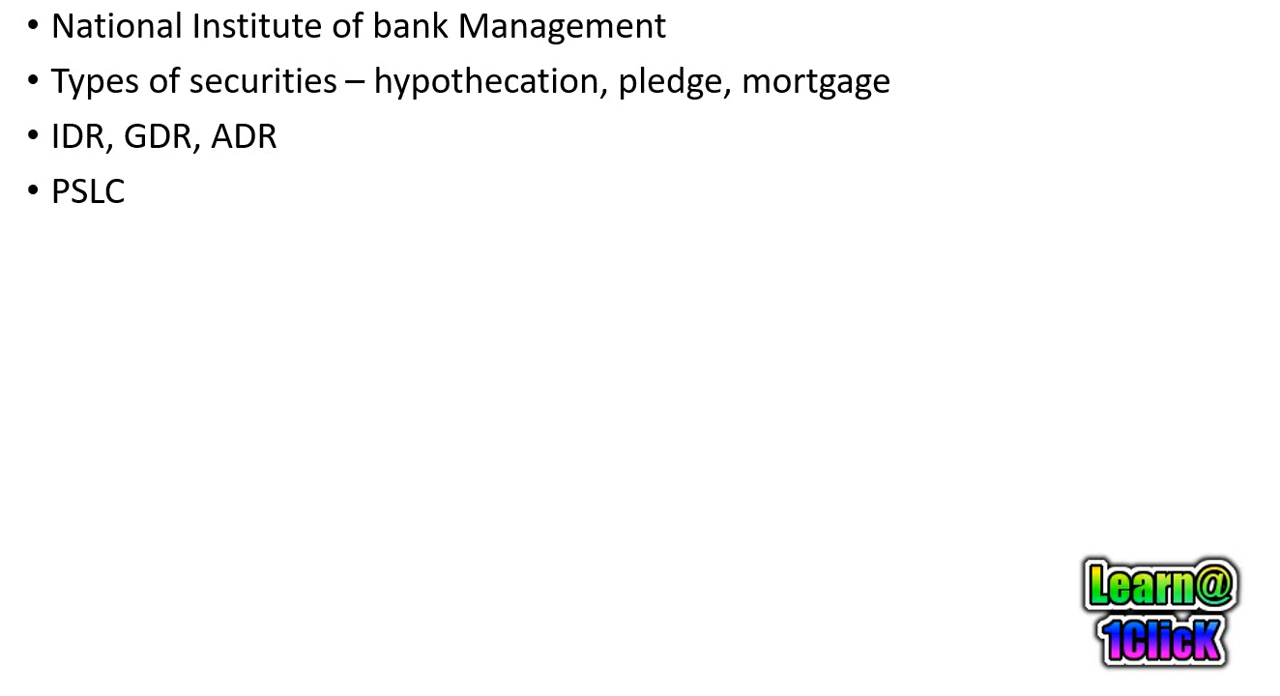 • National Institute of bank Management
• Types of securities – hypothecation, pledge, mortgage
• IDR, GDR, ADR
• PSLC
Learn@
1ClicK